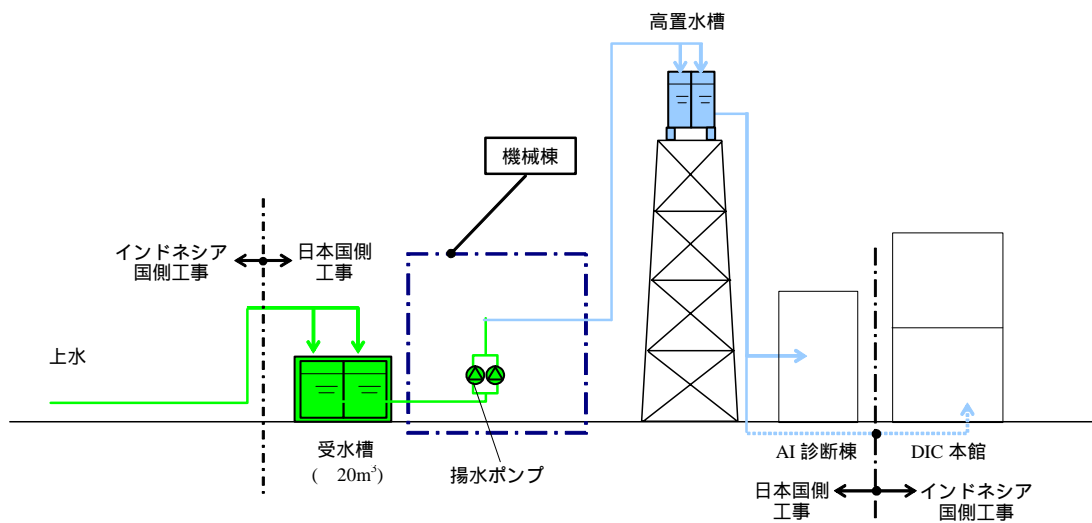 高置水槽
機械棟
インドネシア
国側工事
日本国側
工事
上水
受水槽
( 20m³)
揚水ポンプ
AI 診断棟
DIC 本館
日本国側
工事
インドネシア
国側工事